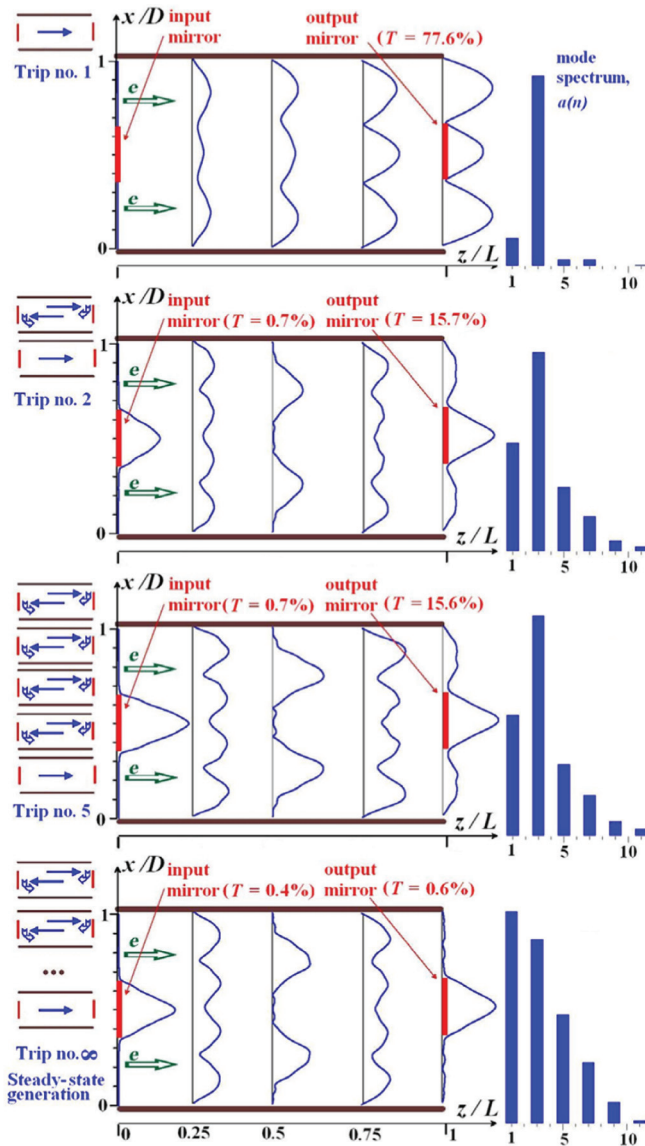 x/D
input mirror
output mirror (T = 77.6%)
Trip no. 1
mode spectrum, a(n)
1
e
e
0
0
1
z/L
1 5 10
x/D
input mirror (T = 0.7%)
output mirror (T = 15.7%)
Trip no. 2
1
e
e
0
z/L
1
1 5 10
x/D
input mirror (T = 0.7%)
output mirror (T = 15.6%)
1
e
e
Trip no. 5
0
z/L
1 5 10
x/D
input mirror (T = 0.4%)
output mirror (T = 0.6%)
1
e
...
Trip no. ∞
Steady-state generation
e
0
z/L
0 0.25 0.5 0.75 1
1 5 10